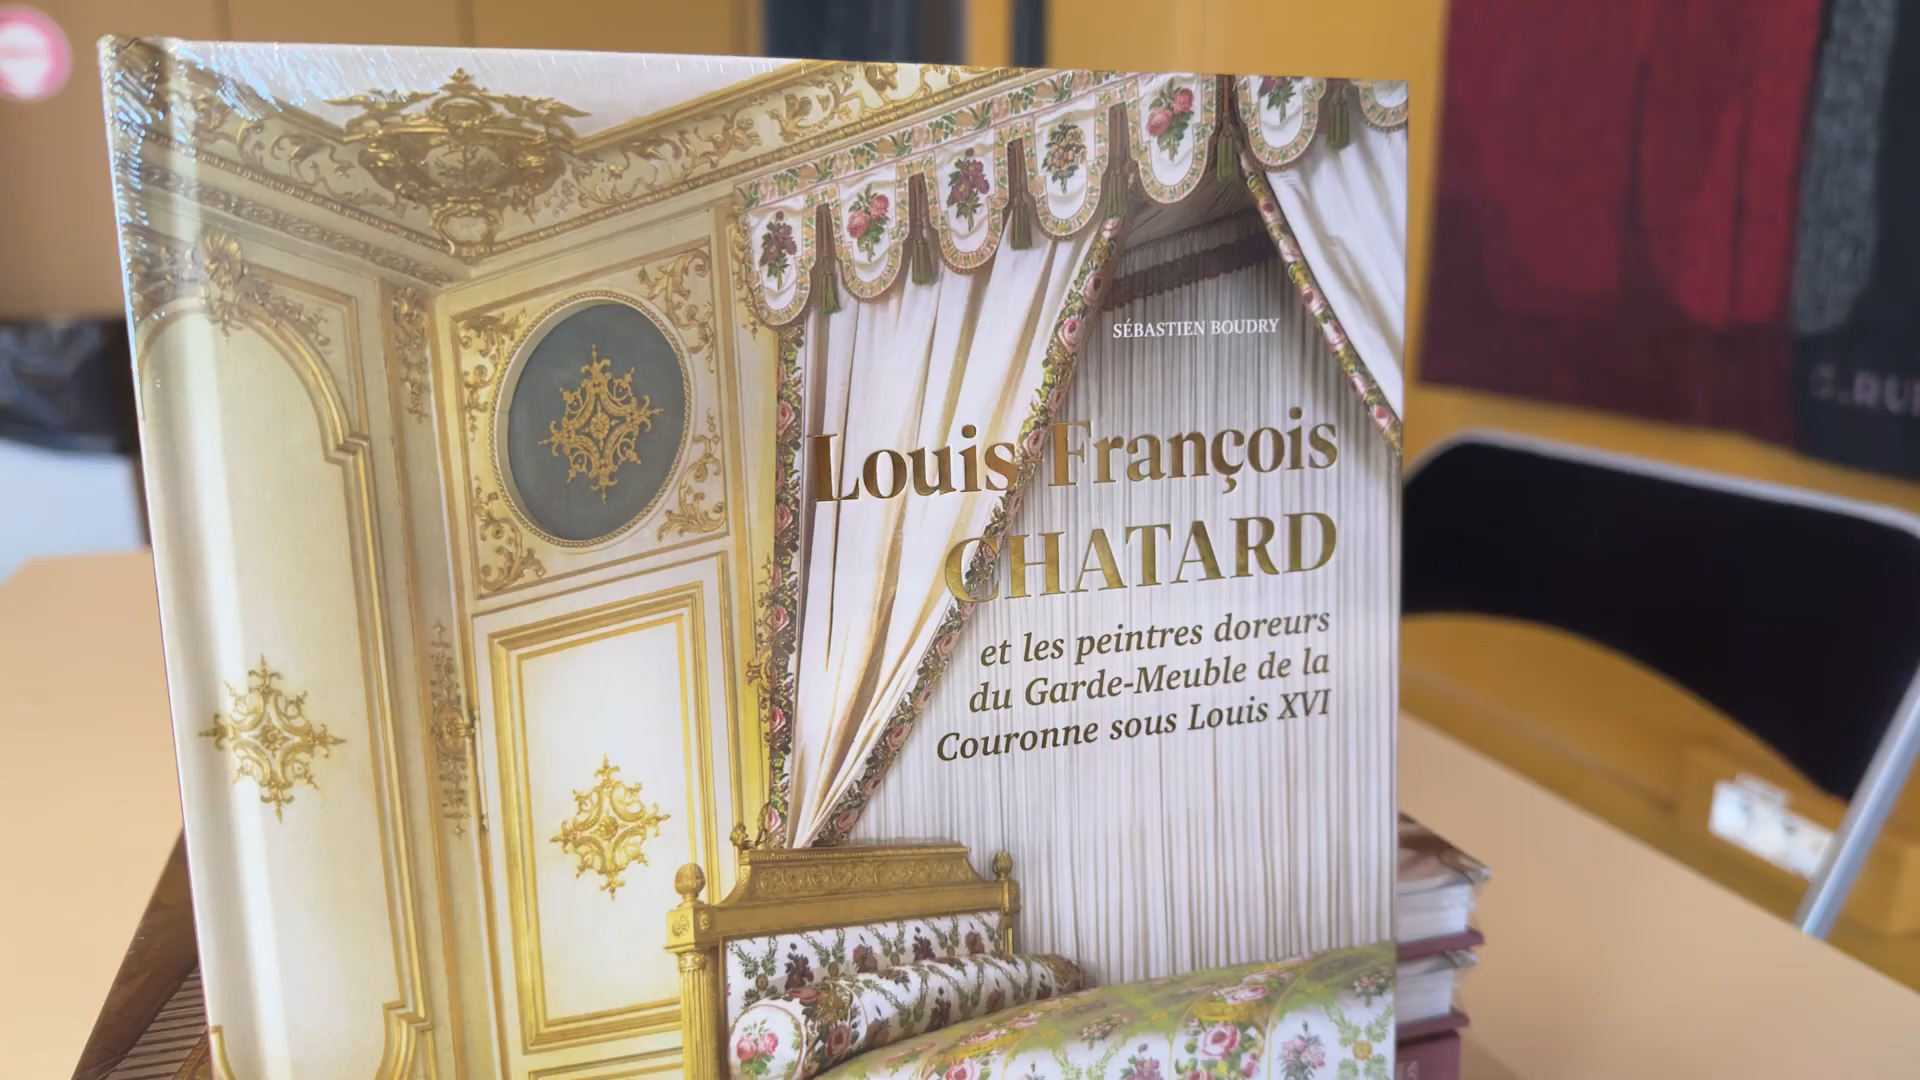 SÉBASTIEN BOUDRY
Louis François
CHATARD
et les peintres doreurs
du Garde-Meuble de la
Couronne sous Louis XVI